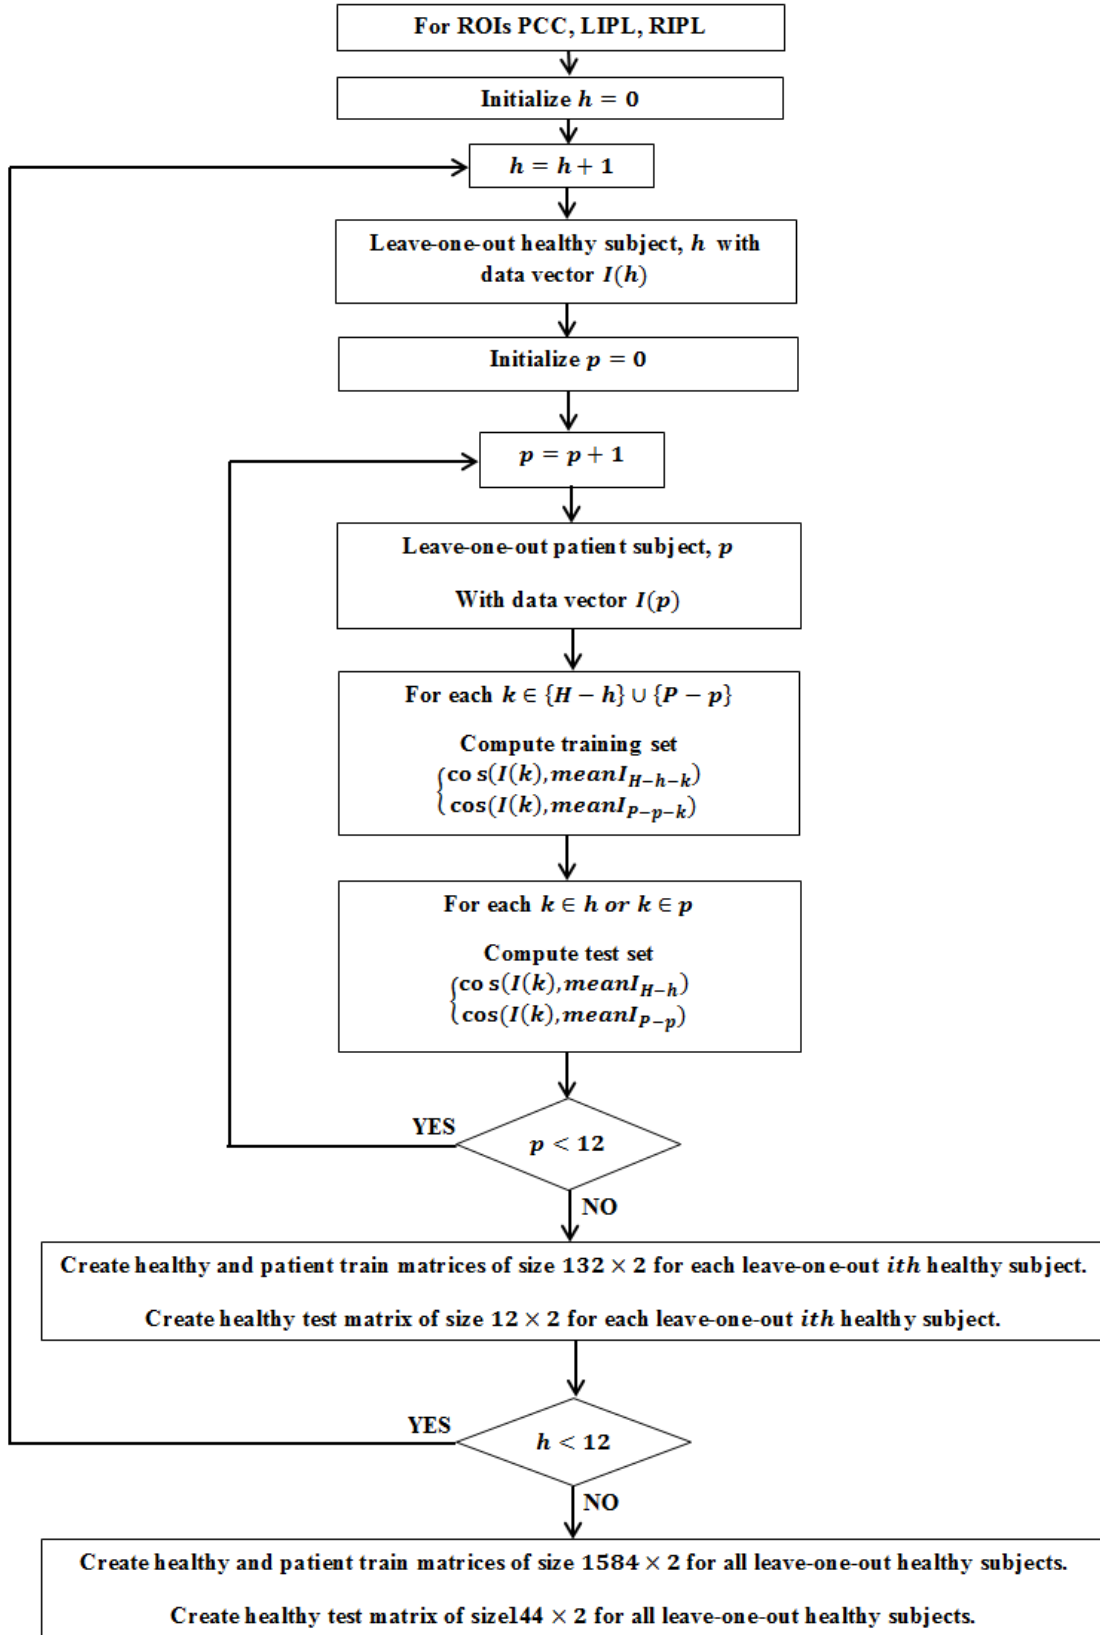 For ROIs PCC, LIPL, RIPL
Initialize h = 0
h = h + 1
Leave-one-out healthy subject, h with
data vector I(h)
Initialize p = 0
p = p + 1
Leave-one-out patient subject, p
With data vector I(p)
For each k ∈ {H − h} ∪ {P − p}
Compute training set
{co s(I(k), meanI_{H−h−k})
cos(I(k), meanI_{P−p−k})
For each k ∈ h or k ∈ p
Compute test set
{co s(I(k), meanI_{H−h})
cos(I(k), meanI_{P−p})
YES
p < 12
NO
Create healthy and patient train matrices of size 132 × 2 for each leave-one-out ith healthy subject.
Create healthy test matrix of size 12 × 2 for each leave-one-out ith healthy subject.
YES
h < 12
NO
Create healthy and patient train matrices of size 1584 × 2 for all leave-one-out healthy subjects.
Create healthy test matrix of size144 × 2 for all leave-one-out healthy subjects.